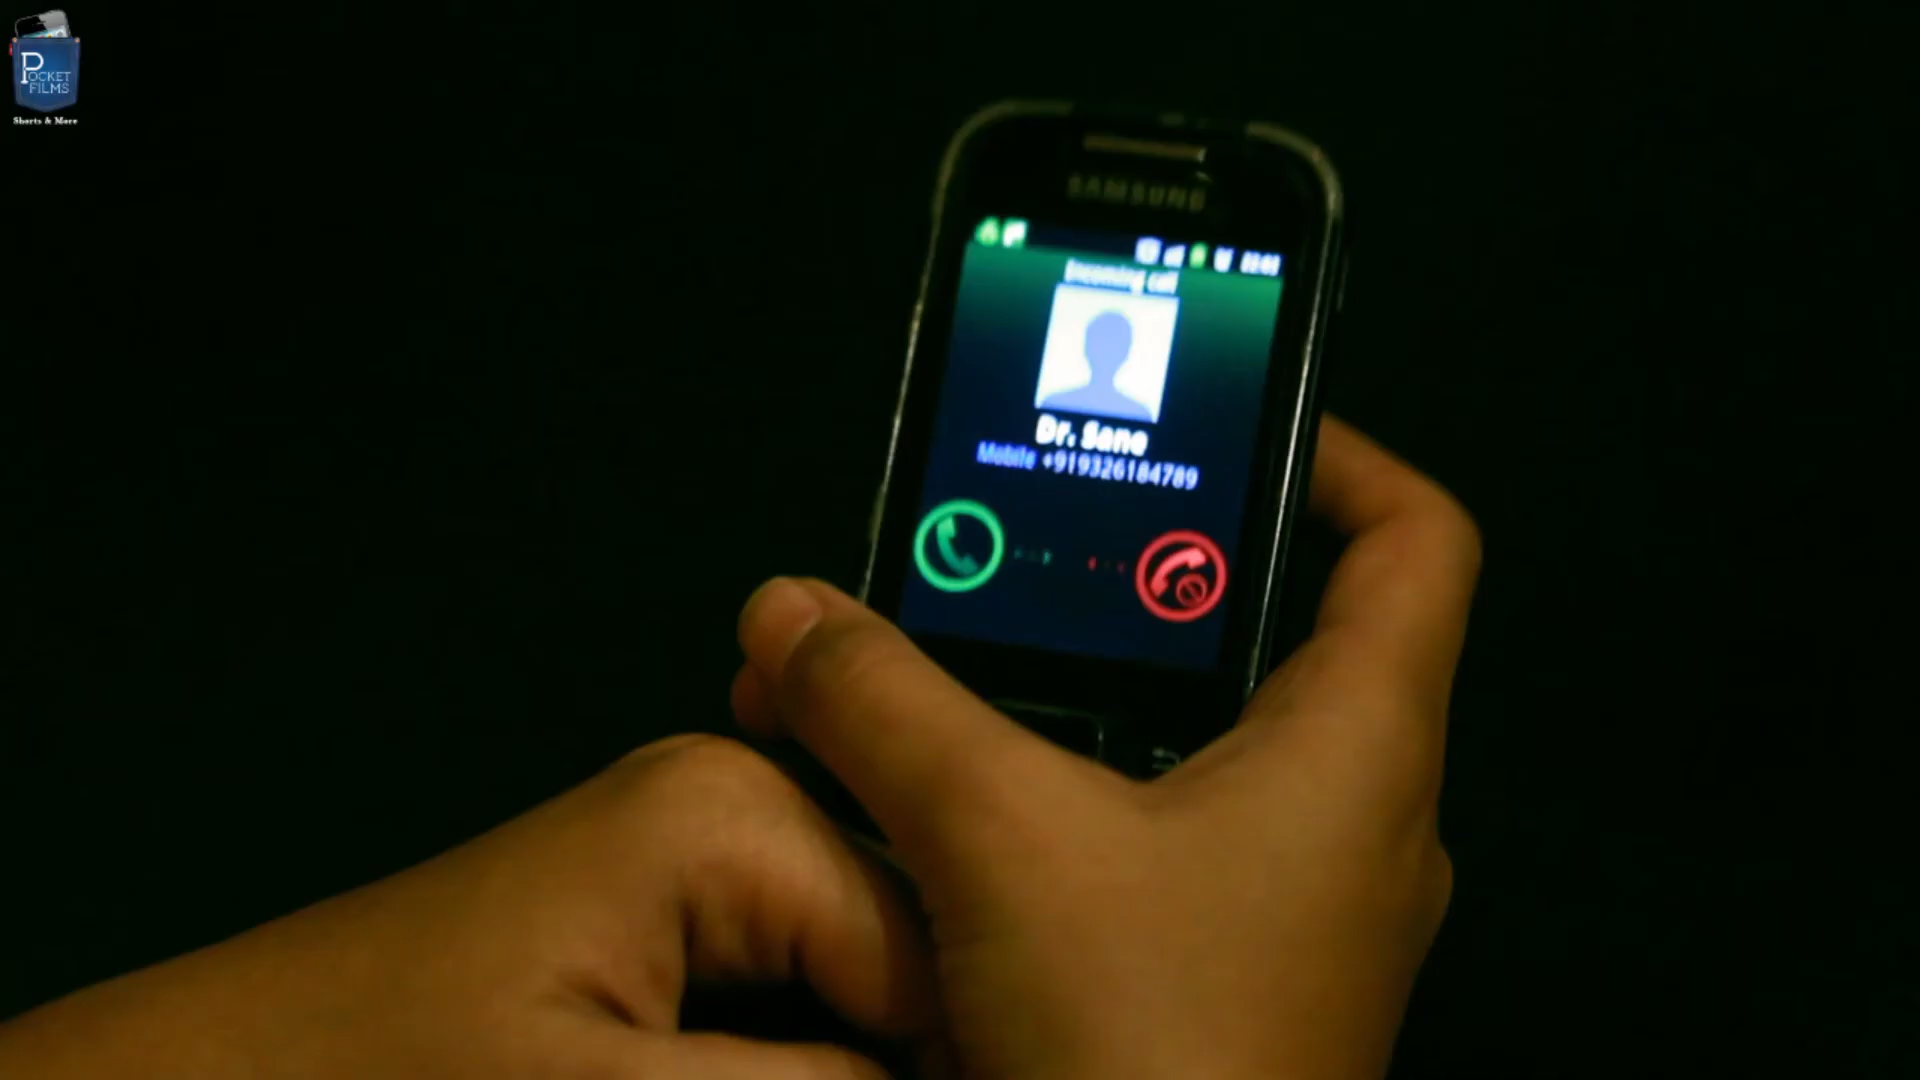 POCKET
FILMS
Shorts & More
SAMSUNG
Incoming call
Dr. Sane
Mobile +919326184789